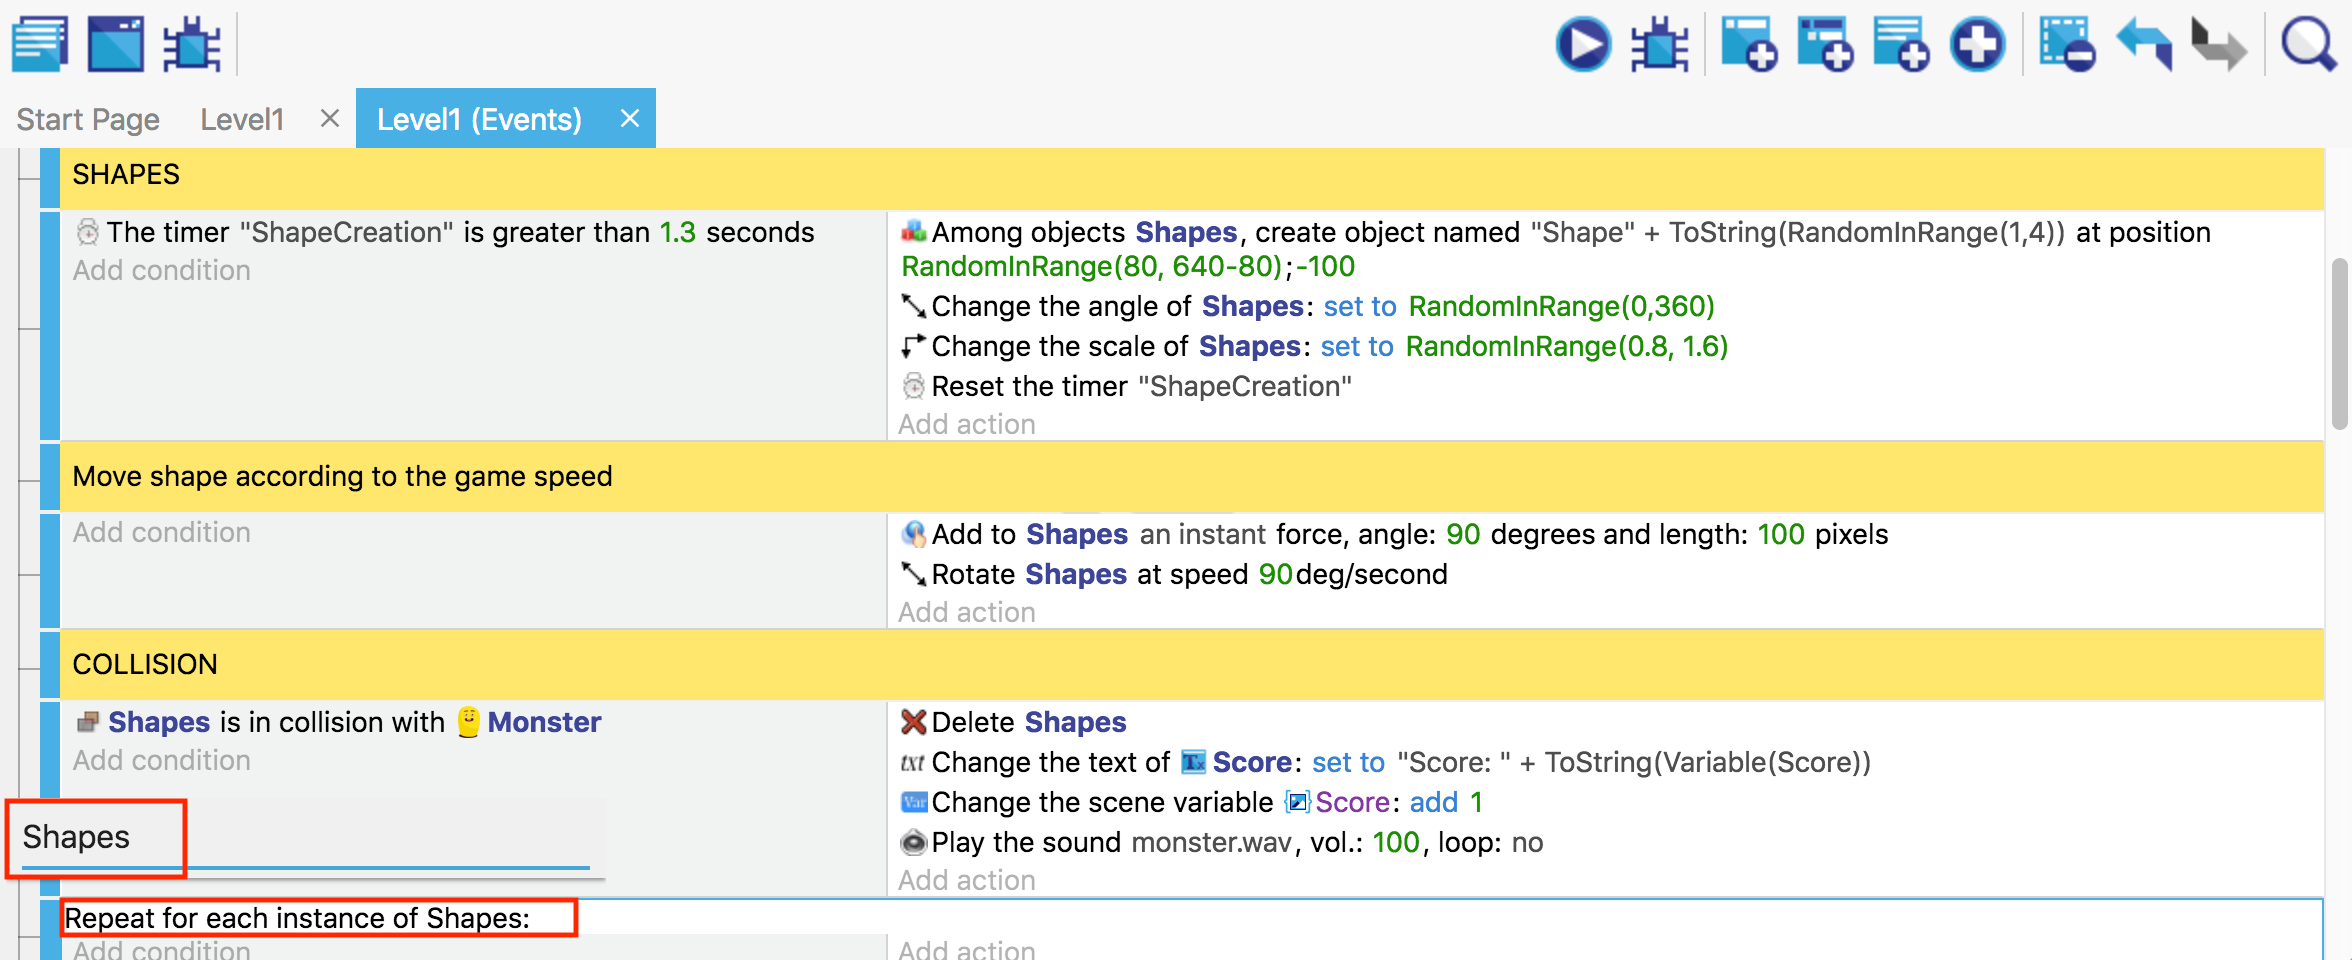 Start Page Level1 Level1 (Events)
SHAPES
The timer "ShapeCreation" is greater than 1.3 seconds
Add condition
Among objects Shapes, create object named "Shape" + ToString(RandomInRange(1,4)) at position
RandomInRange(80, 640-80);-100
Change the angle of Shapes: set to RandomInRange(0,360)
Change the scale of Shapes: set to RandomInRange(0.8, 1.6)
Reset the timer "ShapeCreation"
Add action
Move shape according to the game speed
Add condition
Add to Shapes an instant force, angle: 90 degrees and length: 100 pixels
Rotate Shapes at speed 90deg/second
Add action
COLLISION
Shapes is in collision with Monster
Add condition
Delete Shapes
txt Change the text of Tx Score: set to "Score: " + ToString(Variable(Score))
Var Change the scene variable Score: add 1
Play the sound monster.wav, vol.: 100, loop: no
Add action
Shapes
Repeat for each instance of Shapes:
Add condition
Add action